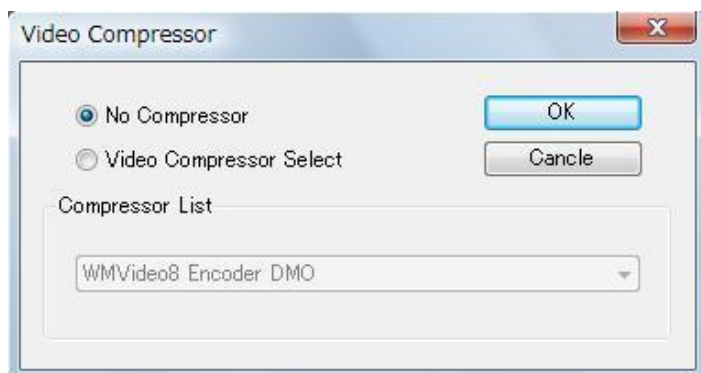 Video Compressor
No Compressor
OK
Video Compressor Select
Cancle
Compressor List
WMVideo8 Encoder DMO